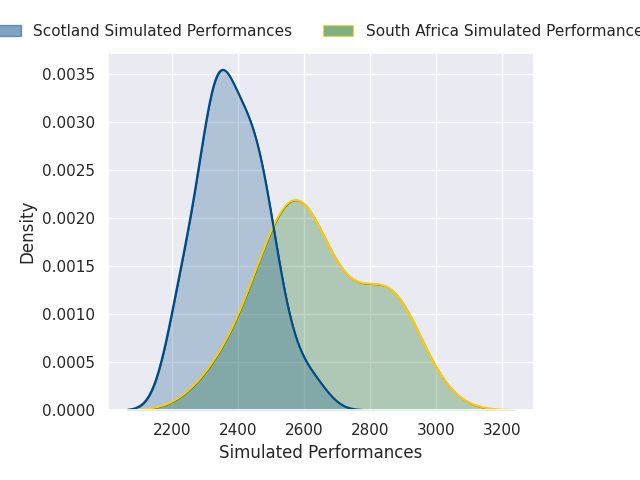 Scotland Simulated Performances South Africa Simulated Performance
0.0035
0.0030
0.0025
0.0020
0.0015
0.0010
0.0005
0.0000
Density
2200 2400 2600 2800 3000 3200
Simulated Performances